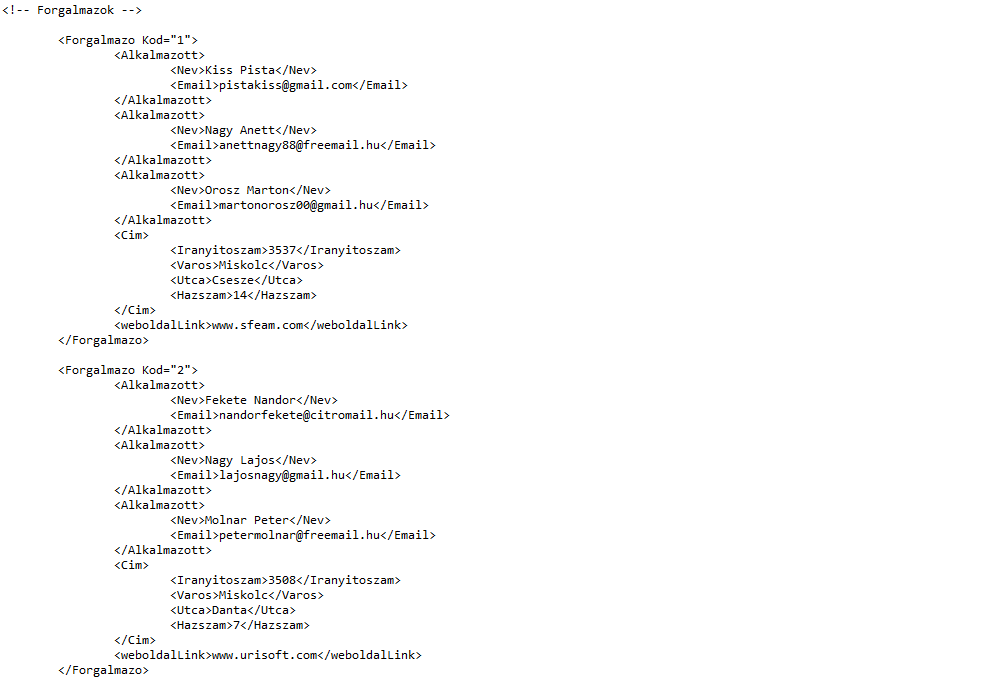 <!-- Forgalmazok -->
<Forgalmazo Kod="1">
<Alkalmazott>
<Nev>Kiss Pista</Nev>
<Email>pistakiss@gmail.com</Email>
</Alkalmazott>
<Alkalmazott>
<Nev>Nagy Anett</Nev>
<Email>anettnagy88@freemail.hu</Email>
</Alkalmazott>
<Alkalmazott>
<Nev>Orosz Marton</Nev>
<Email>martonorosz00@gmail.hu</Email>
</Alkalmazott>
<Cim>
<Iranyitoszam>3537</Iranyitoszam>
<Varos>Miskolc</Varos>
<Utca>Csesze</Utca>
<Hazszam>14</Hazszam>
</Cim>
<weboldalLink>www.sfeam.com</weboldalLink>
</Forgalmazo>
<Forgalmazo Kod="2">
<Alkalmazott>
<Nev>Fekete Nandor</Nev>
<Email>nandorfekete@citromail.hu</Email>
</Alkalmazott>
<Alkalmazott>
<Nev>Nagy Lajos</Nev>
<Email>lajosnagy@gmail.hu</Email>
</Alkalmazott>
<Alkalmazott>
<Nev>Molnar Peter</Nev>
<Email>petermolnar@freemail.hu</Email>
</Alkalmazott>
<Cim>
<Iranyitoszam>3508</Iranyitoszam>
<Varos>Miskolc</Varos>
<Utca>Danta</Utca>
<Hazszam>7</Hazszam>
</Cim>
<weboldalLink>www.urisoft.com</weboldalLink>
</Forgalmazo>